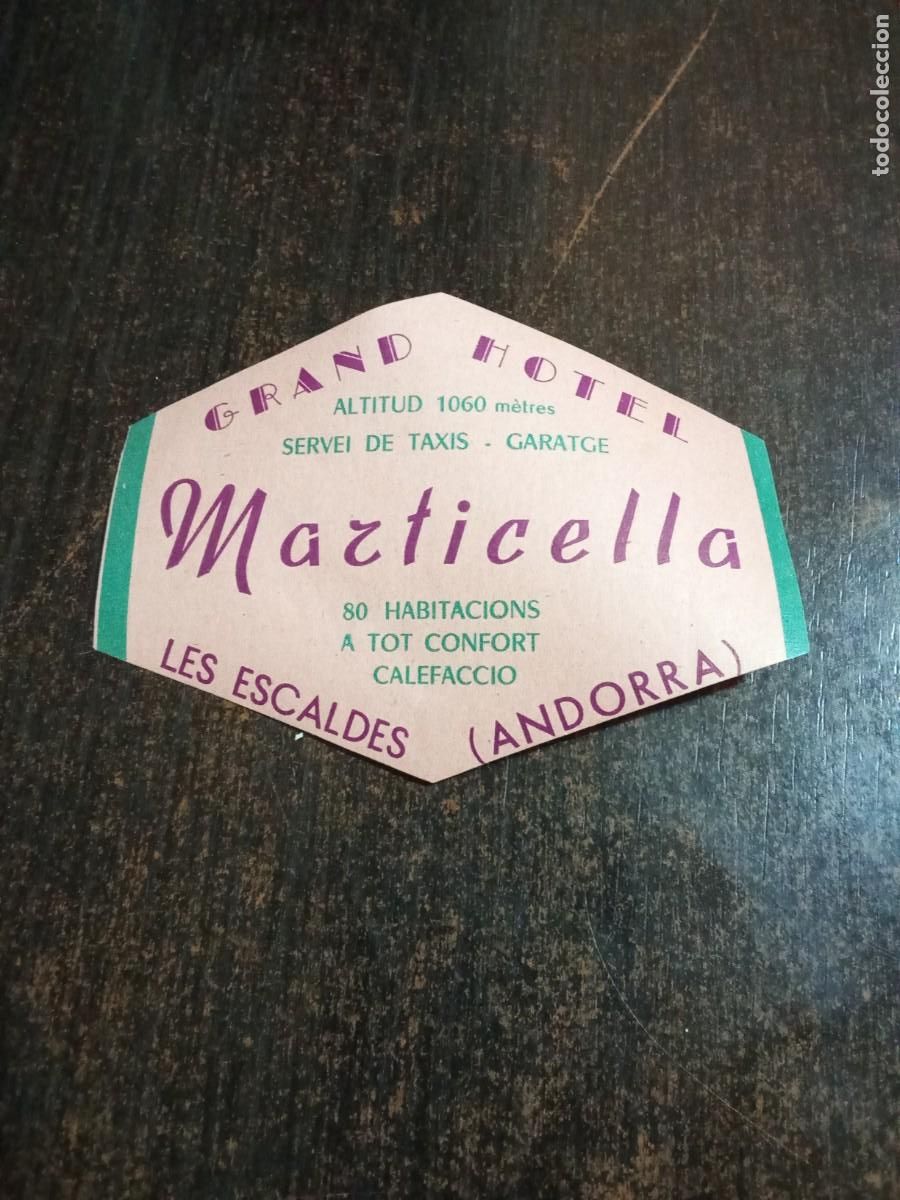 GRAND HOTEL
ALTITUD 1060 mètres
SERVEI DE TAXIS - GARATGE
Marticella
80 HABITACIONS
A TOT CONFORT
CALEFACCIO
LES ESCALDES (ANDORRA)
todocoleccion